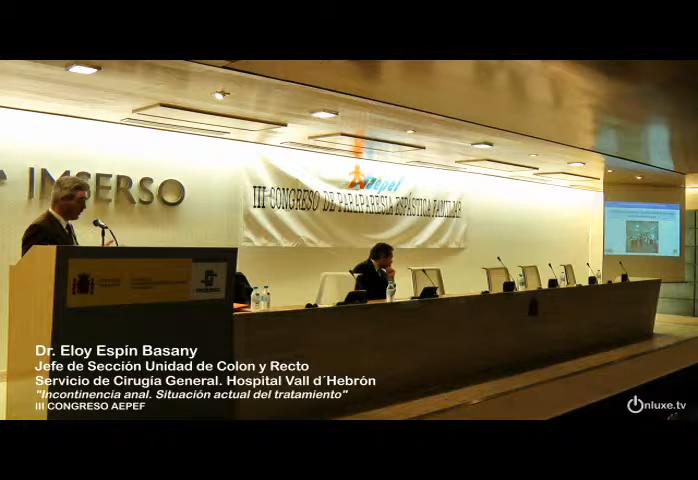 IMSERSO
aepef
III CONGRESO DE PARAPARESIA ESPÁSTICA FAMILIAR
Dr. Eloy Espín Basany
Jefe de Sección Unidad de Colon y Recto
Servicio de Cirugía General. Hospital Vall d´Hebrón
"Incontinencia anal. Situación actual del tratamiento"
III CONGRESO AEPEF
Onluxe.tv